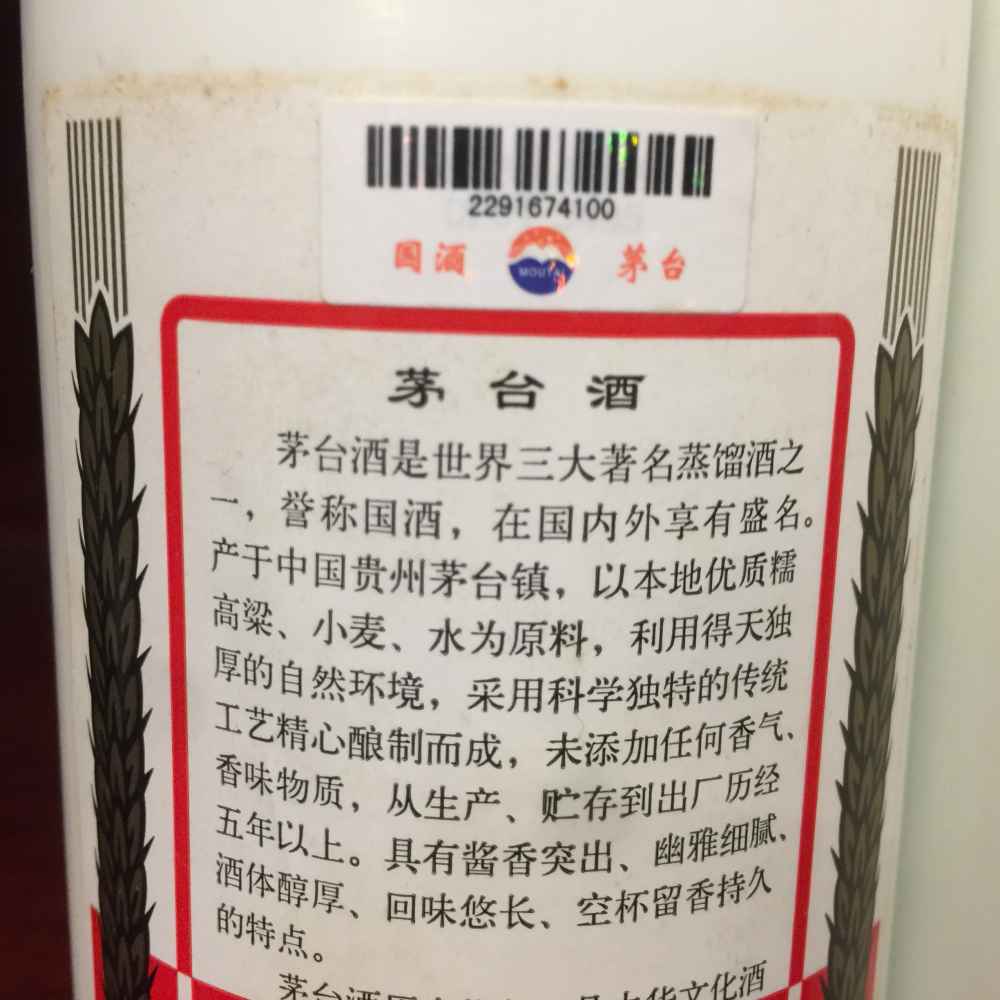 2291674100
国酒 MOUTAI 茅台
茅台酒
茅台酒是世界三大著名蒸馏酒之
一，誉称国酒，在国内外享有盛名。
产于中国贵州茅台镇，以本地优质糯
高粱、小麦、水为原料，利用得天独
厚的自然环境，采用科学独特的传统
工艺精心酿制而成，未添加任何香气、
香味物质，从生产、贮存到出厂历经
五年以上。具有酱香突出、幽雅细腻、
酒体醇厚、回味悠长、空杯留香持久
的特点。
茅台酒
文化酒